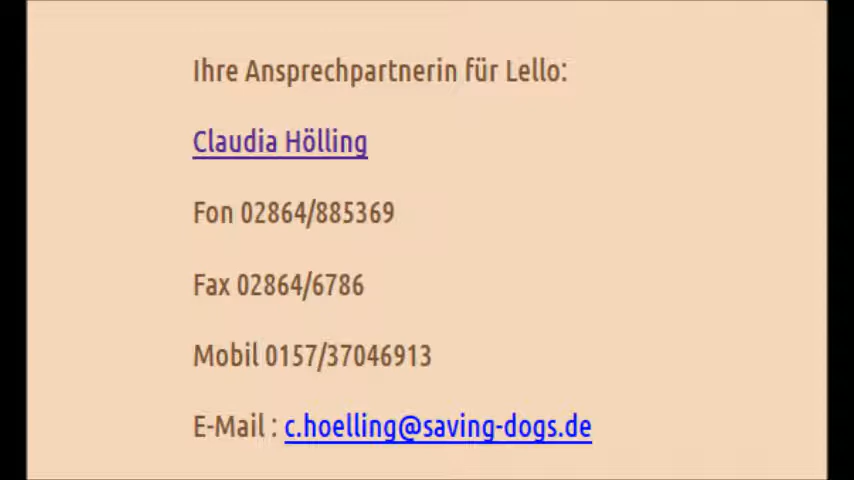 Ihre Ansprechpartnerin für Lello:
Claudia Hölling
Fon 02864/885369
Fax 02864/6786
Mobil 0157/37046913
E-Mail : c.hoelling@saving-dogs.de